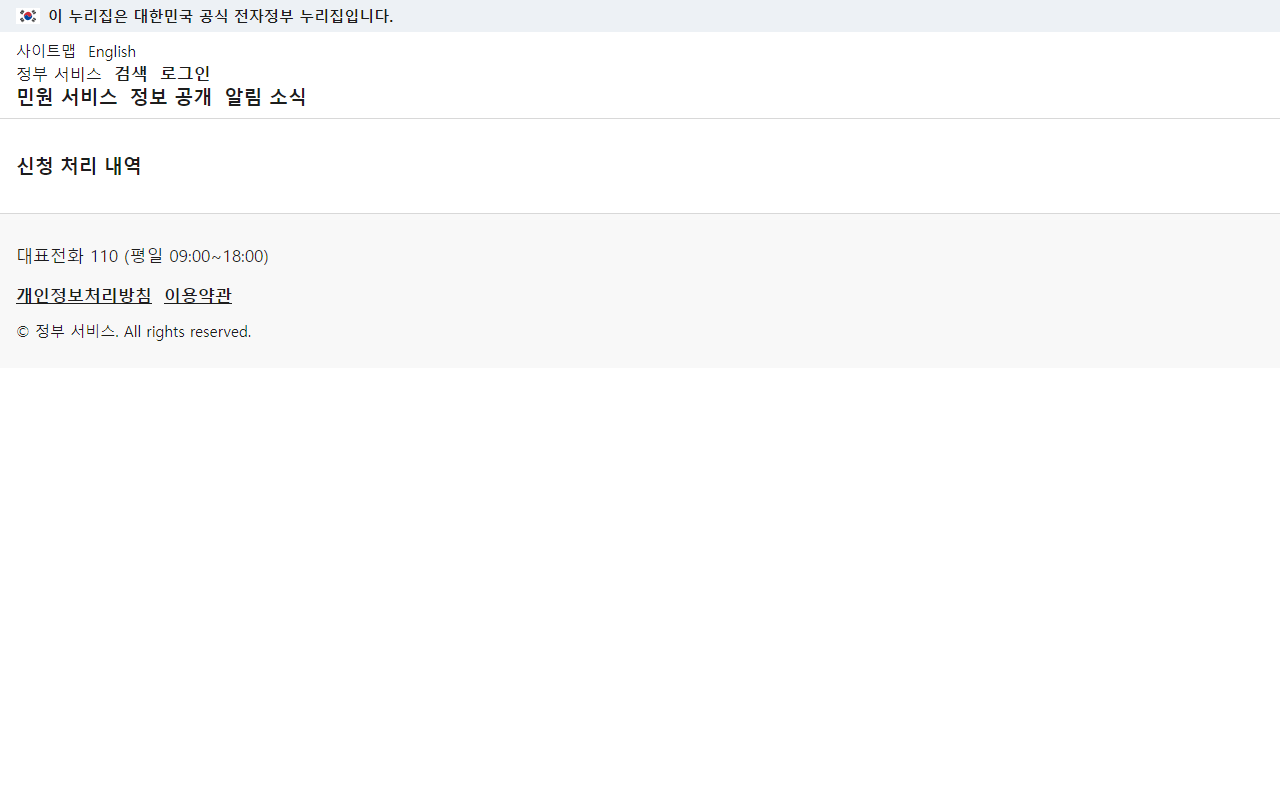 이 누리집은 대한민국 공식 전자정부 누리집입니다.
사이트맵 English
정부 서비스 검색 로그인
민원 서비스 정보 공개 알림 소식
신청 처리 내역
대표전화 110 (평일 09:00~18:00)
개인정보처리방침 이용약관
© 정부 서비스. All rights reserved.